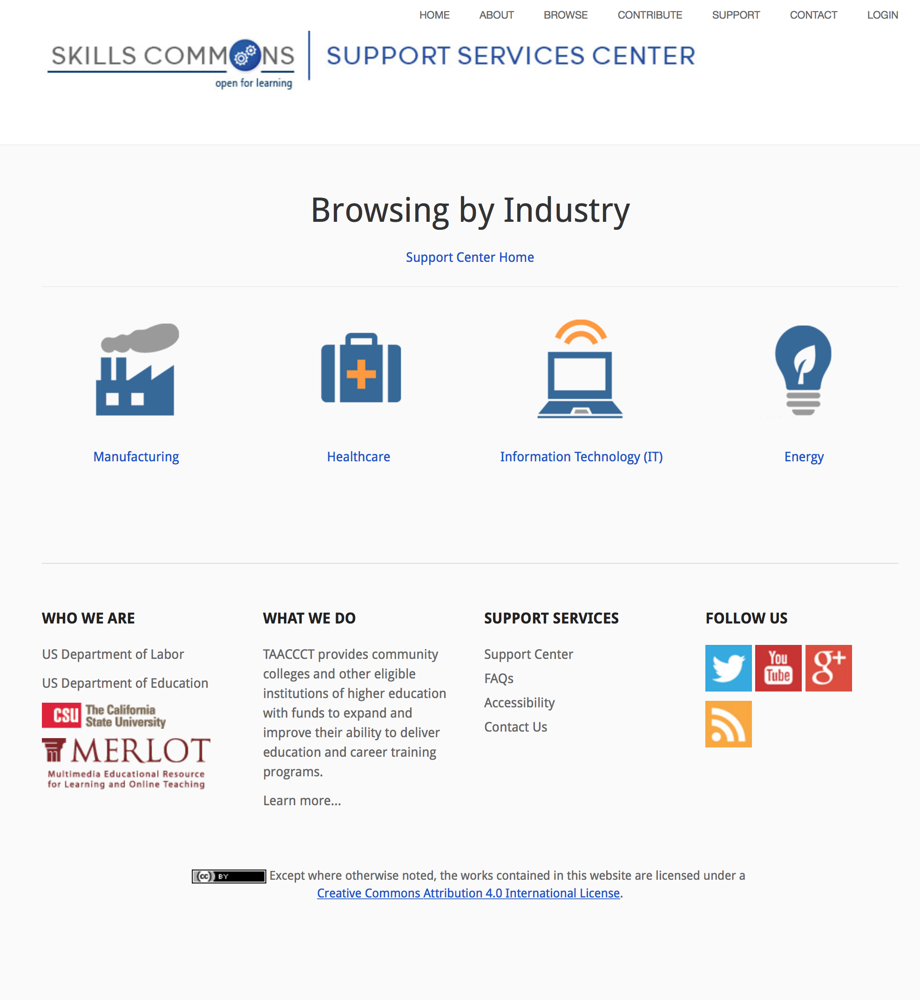 HOME ABOUT BROWSE CONTRIBUTE SUPPORT CONTACT LOGIN
SKILLS COMMONS
open for learning
SUPPORT SERVICES CENTER
Browsing by Industry
Support Center Home
Manufacturing
Healthcare
Information Technology (IT)
Energy
WHO WE ARE
US Department of Labor
US Department of Education
CSU The California
State University
MERLOT
Multimedia Educational Resource
for Learning and Online Teaching
WHAT WE DO
TAACCCT provides community
colleges and other eligible
institutions of higher education
with funds to expand and
improve their ability to deliver
education and career training
programs.
Learn more...
SUPPORT SERVICES
Support Center
FAQs
Accessibility
Contact Us
FOLLOW US
You
Tube
g+
(cc) BY Except where otherwise noted, the works contained in this website are licensed under a
Creative Commons Attribution 4.0 International License.